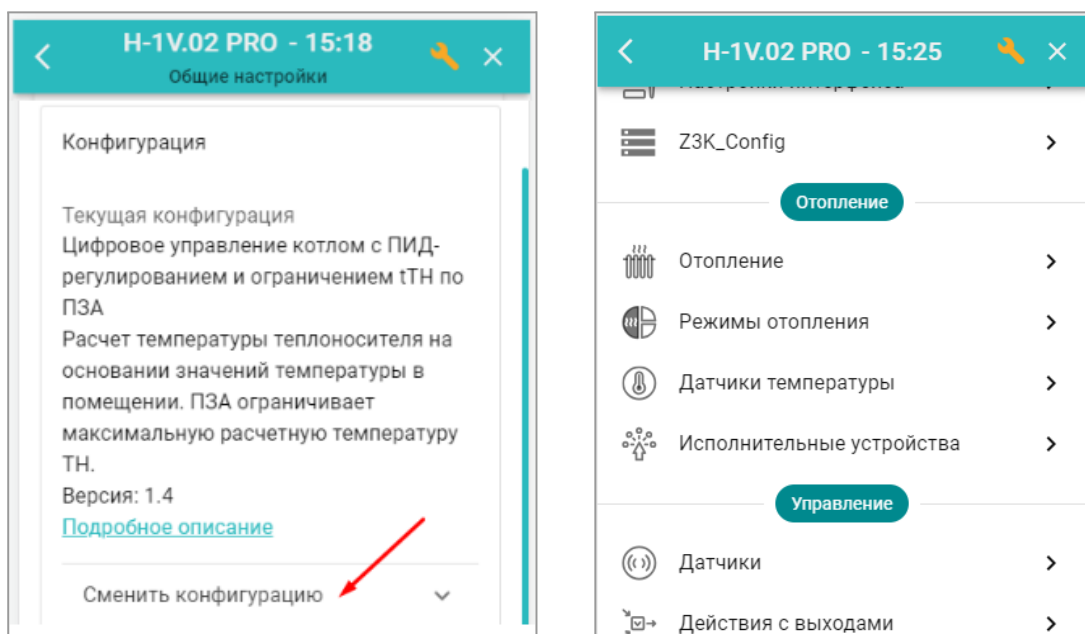 H-1V.02 PRO - 15:18
Общие настройки
Конфигурация
Текущая конфигурация
Цифровое управление котлом с ПИД-
регулированием и ограничением tТН по
ПЗА
Расчет температуры теплоносителя на
основании значений температуры в
помещении. ПЗА ограничивает
максимальную расчетную температуру
ТН.
Версия: 1.4
Подробное описание
Сменить конфигурацию
H-1V.02 PRO - 15:25
Z3K_Config
Отопление
Отопление
Режимы отопления
Датчики температуры
Исполнительные устройства
Управление
Датчики
Действия с выходами